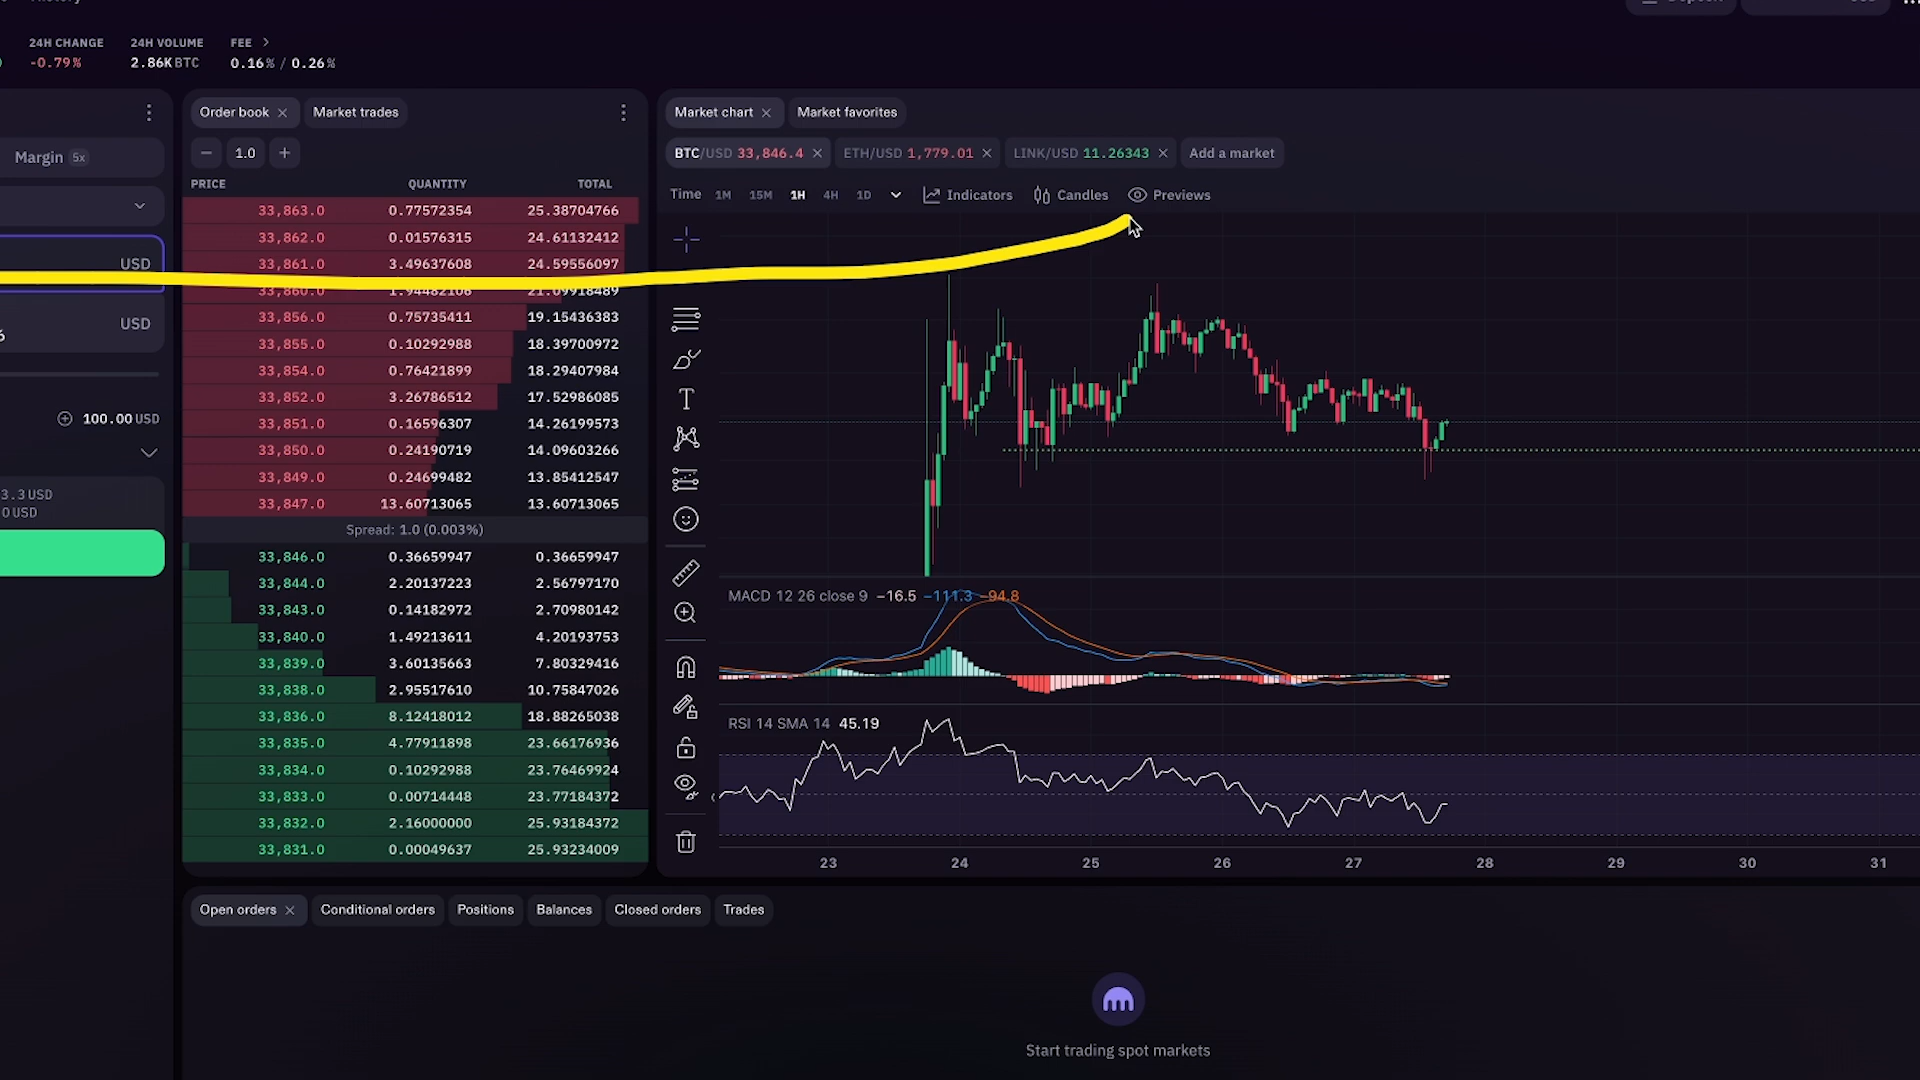 24H CHANGE 24H VOLUME FEE
-0.79% 2.86K BTC 0.16% / 0.26%
Margin 5x
USD
USD
100.00 USD
3.3 USD
0 USD
Order book Market trades
1.0
PRICE QUANTITY TOTAL
33,863.0 0.77572354 25.38704766
33,862.0 0.01576315 24.61132412
33,861.0 3.49637608 24.59556097
33,860.0 1.94482106 21.09918489
33,856.0 0.75735411 19.15436383
33,855.0 0.10292988 18.39700972
33,854.0 0.76421899 18.29407984
33,852.0 3.26786512 17.52986085
33,851.0 0.16596307 14.26199573
33,850.0 0.24190719 14.09603266
33,849.0 0.24699482 13.85412547
33,847.0 13.60713065 13.60713065
Spread: 1.0 (0.003%)
33,846.0 0.36659947 0.36659947
33,844.0 2.20137223 2.56797170
33,843.0 0.14182972 2.70980142
33,840.0 1.49213611 4.20193753
33,839.0 3.60135663 7.80329416
33,838.0 2.95517610 10.75847026
33,836.0 8.12418012 18.88265038
33,835.0 4.77911898 23.66176936
33,834.0 0.10292988 23.76469924
33,833.0 0.00714448 23.77184372
33,832.0 2.16000000 25.93184372
33,831.0 0.00049637 25.93234009
Market chart Market favorites
BTC/USD 33,846.4 ETH/USD 1,779.01 LINK/USD 11.26343 Add a market
Time 1M 15M 1H 4H 1D Indicators Candles Previews
MACD 12 26 close 9 −16.5 −111.3 −94.8
RSI 14 SMA 14 45.19
23 24 25 26 27 28 29 30 31
Open orders Conditional orders Positions Balances Closed orders Trades
Start trading spot markets